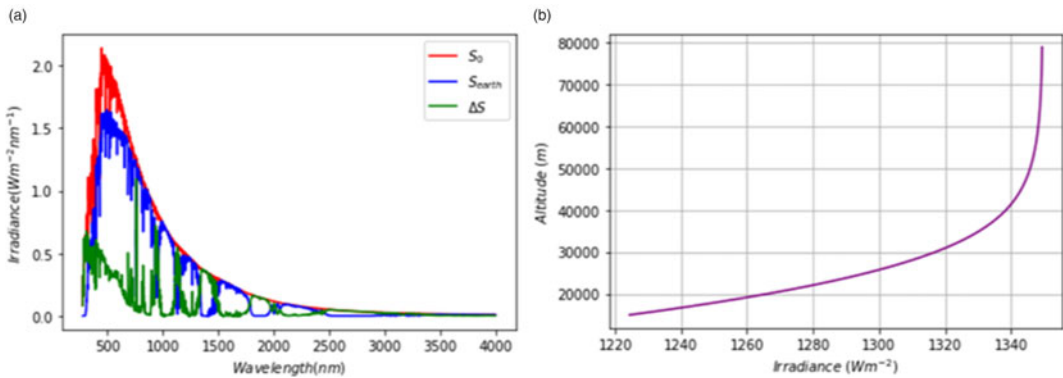 (a)
(b)
2.0
1.5
1.0
0.5
0.0
Irradiance(Wm⁻²nm⁻¹)
S₀
S_earth
ΔS
500 1000 1500 2000 2500 3000 3500 4000
Wavelength(nm)
80000
70000
60000
50000
40000
30000
20000
Altitude (m)
1220 1240 1260 1280 1300 1320 1340
Irradiance (Wm⁻²)